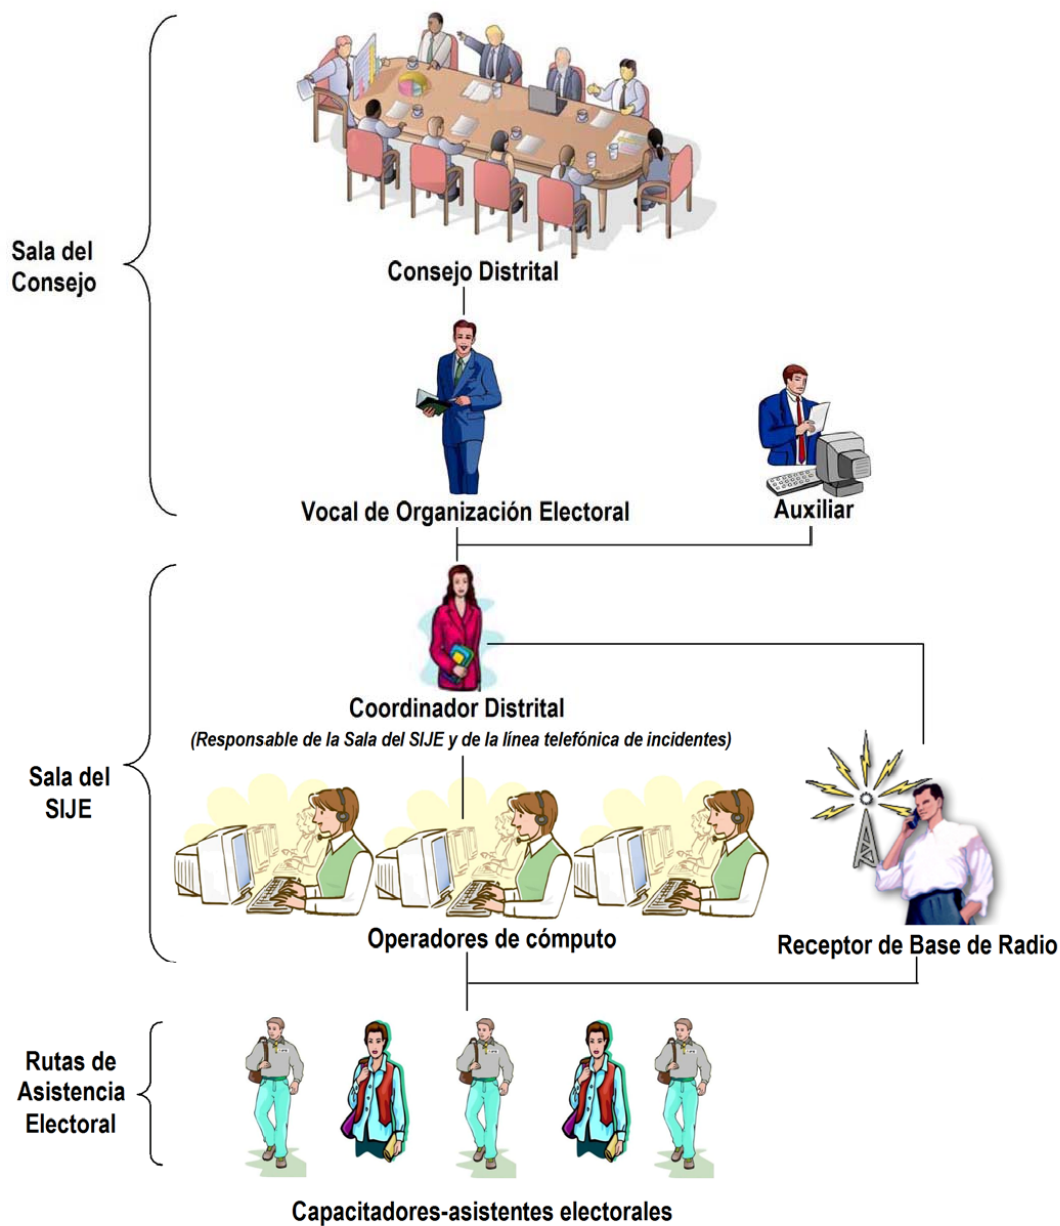 Sala del
Consejo
Consejo Distrital
Vocal de Organización Electoral
Auxiliar
Coordinador Distrital
(Responsable de la Sala del SIJE y de la línea telefónica de incidentes)
Sala del
SIJE
Operadores de cómputo
Receptor de Base de Radio
Rutas de
Asistencia
Electoral
Capacitadores-asistentes electorales